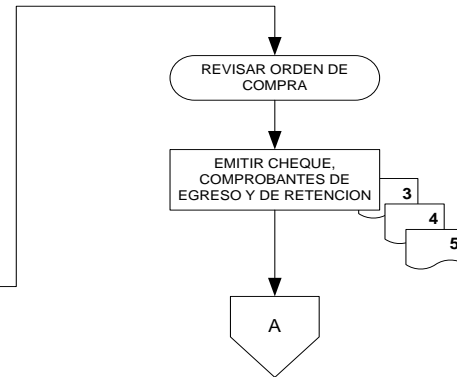 REVISAR ORDEN DE
COMPRA
EMITIR CHEQUE,
COMPROBANTES DE
EGRESO Y DE RETENCION
3
4
5
A